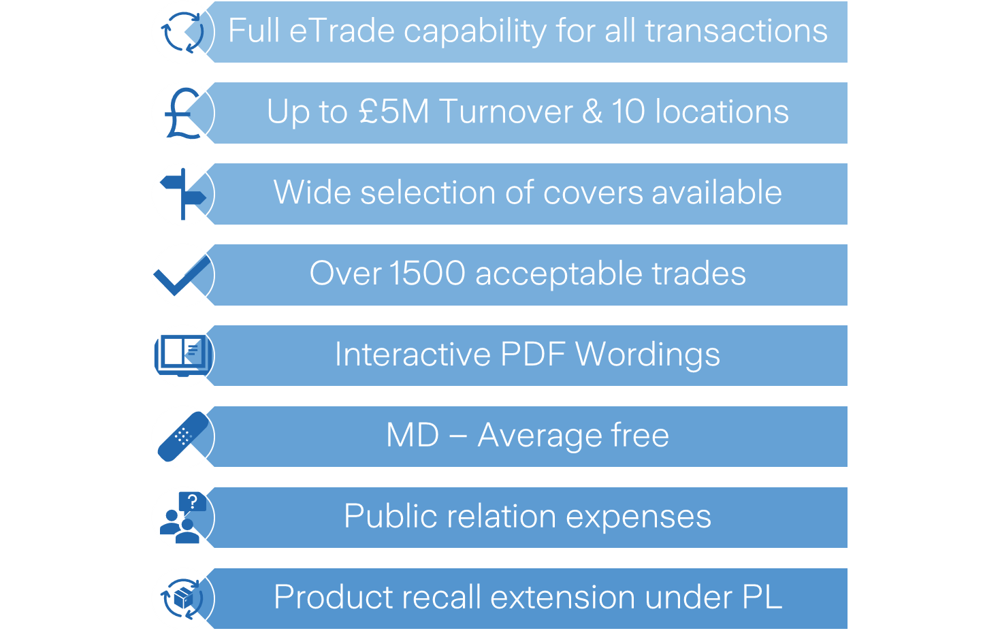 Full eTrade capability for all transactions
Up to £5M Turnover & 10 locations
Wide selection of covers available
Over 1500 acceptable trades
Interactive PDF Wordings
MD – Average free
?
Public relation expenses
Product recall extension under PL